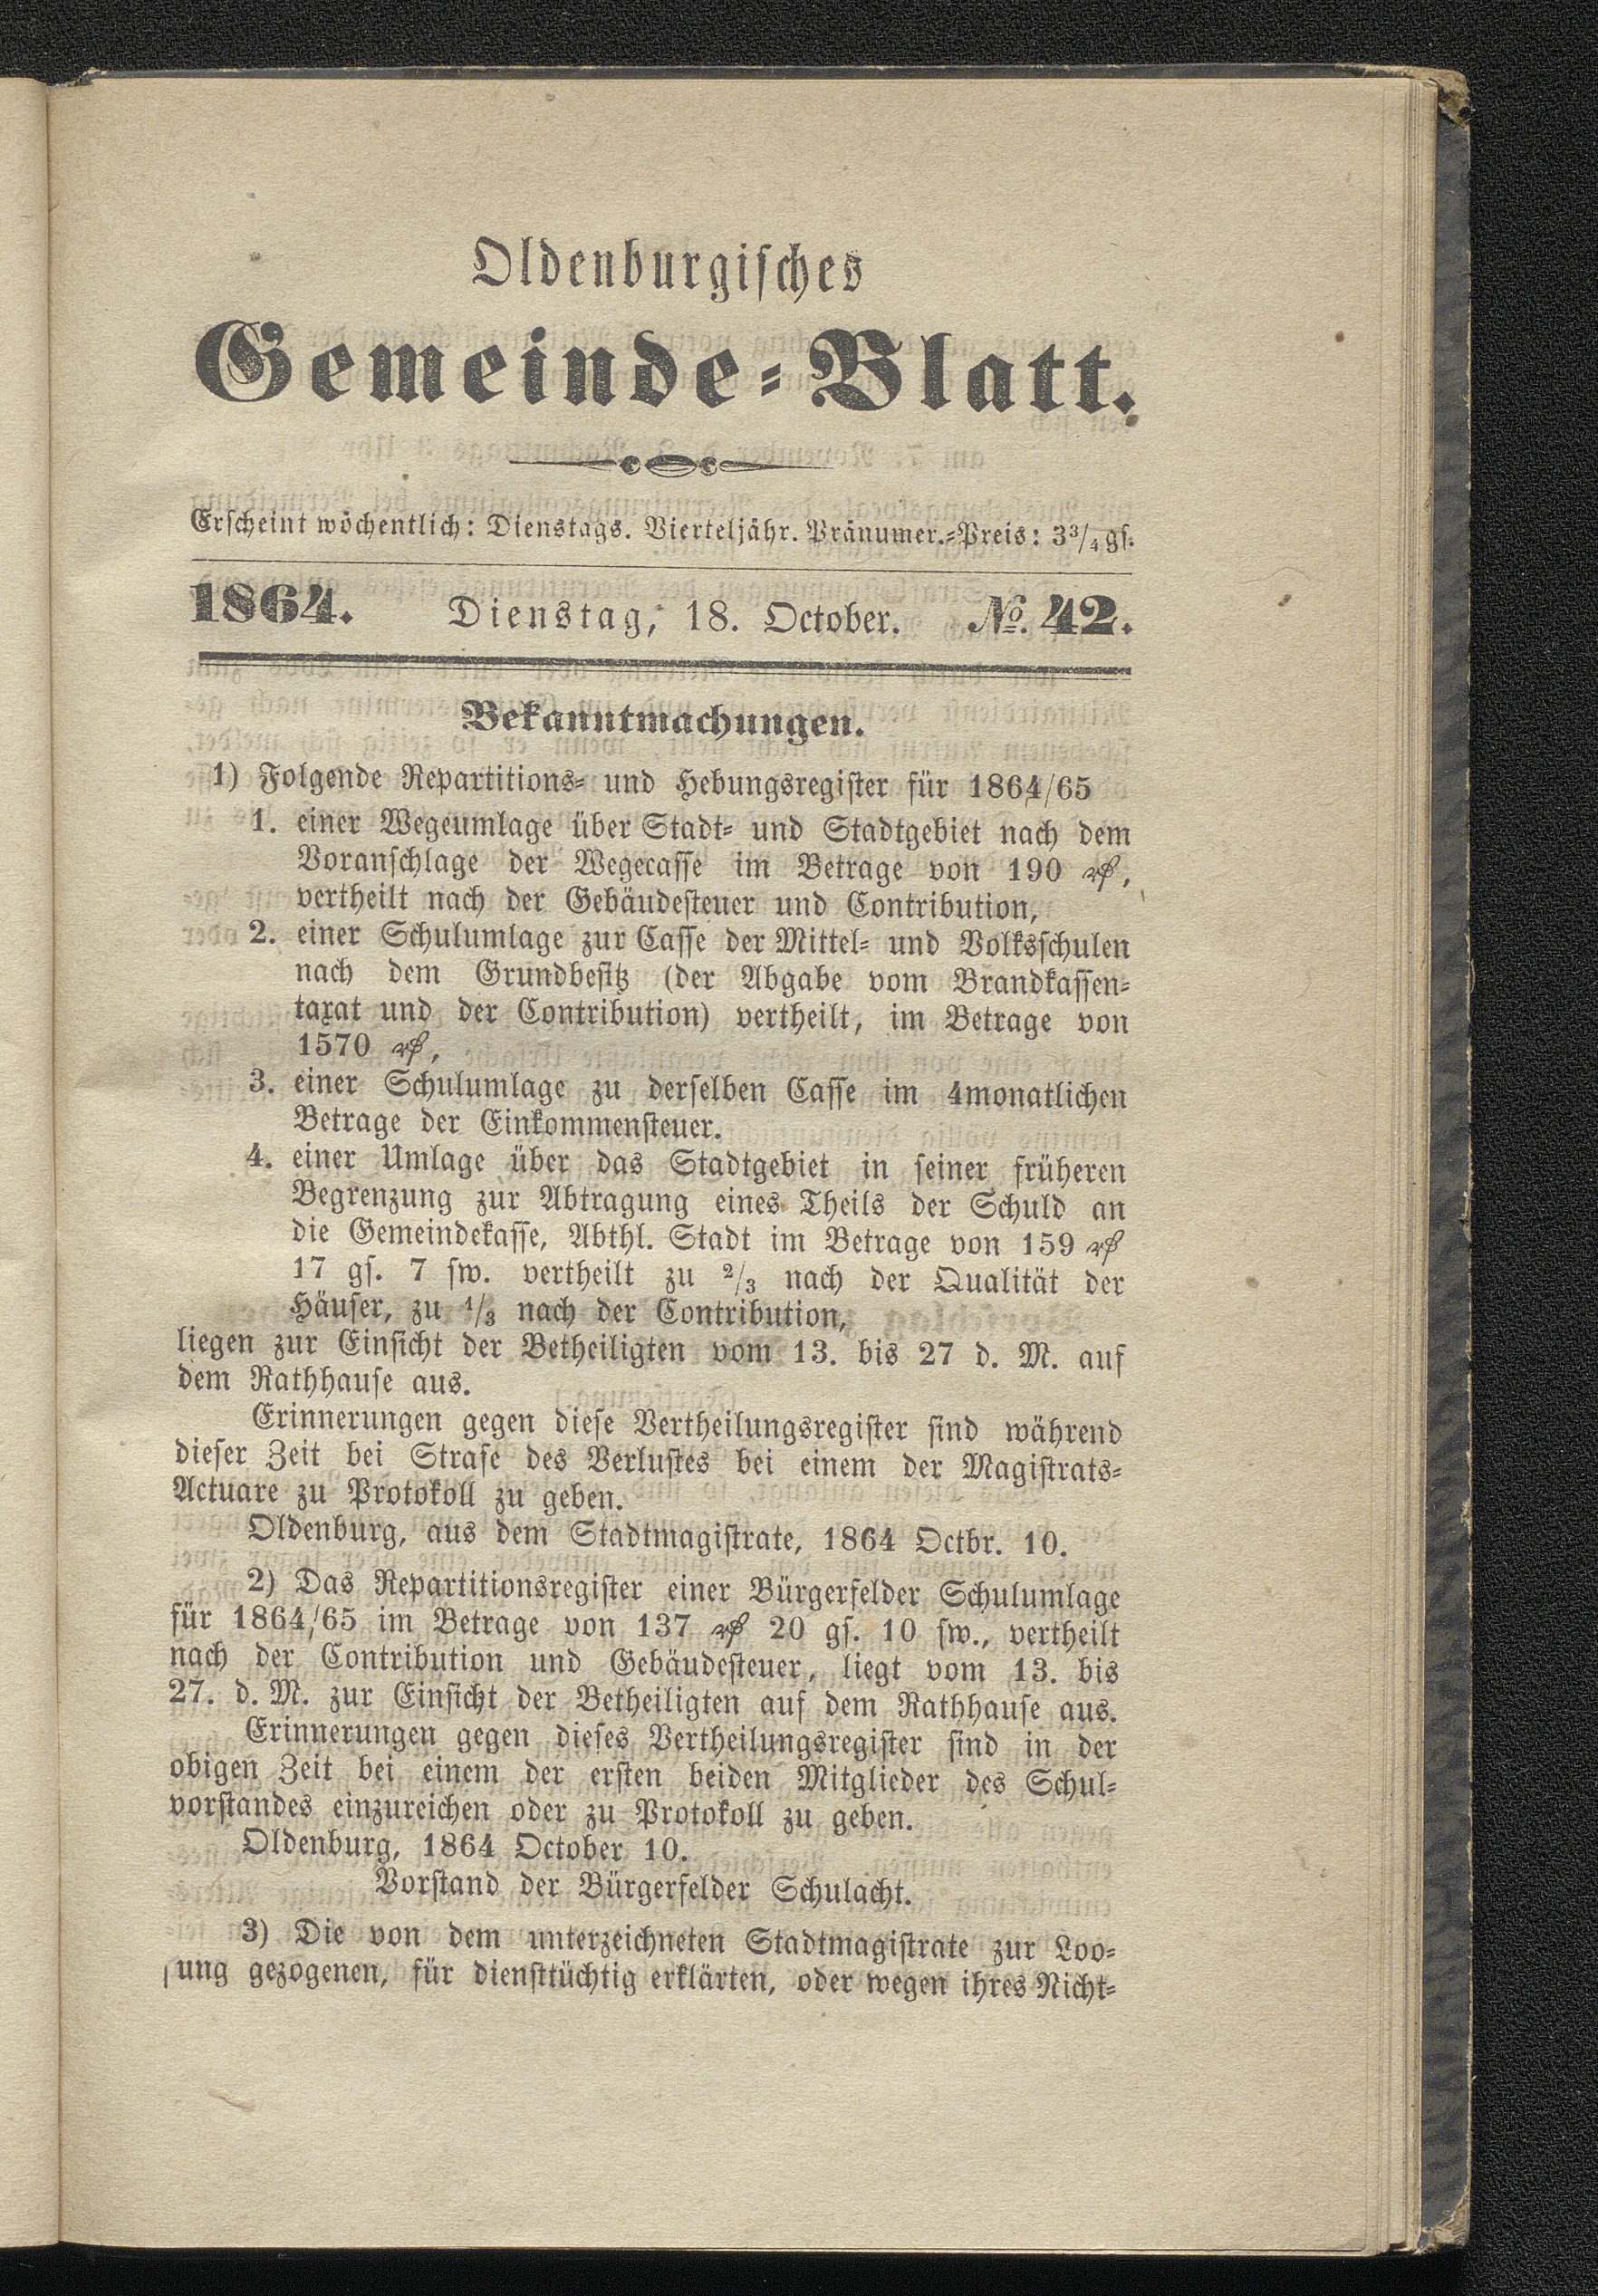 Oldenburgisches
Gemeinde-Blatt.
Erscheint wöchentlich: Dienstags. Vierteljähr. Pränumer.-Preis: 3 3/4 gs.
1864. Dienstag, 18. October. №. 42.
Bekanntmachungen.
1) Folgende Repartitions- und Hebungsregister für 1864/65
1. einer Wegeumlage über Stadt- und Stadtgebiet nach dem
Voranschlage der Wegecasse im Betrage von 190 ₰,
vertheilt nach der Gebäudesteuer und Contribution,
2. einer Schulumlage zur Casse der Mittel- und Volksschulen
nach dem Grundbesitz (der Abgabe vom Brandkassen-
taxat und der Contribution) vertheilt, im Betrage von
1570 ₰,
3. einer Schulumlage zu derselben Casse im 4monatlichen
Betrage der Einkommensteuer.
4. einer Umlage über das Stadtgebiet in seiner früheren
Begrenzung zur Abtragung eines Theils der Schuld an
die Gemeindekasse, Abthl. Stadt im Betrage von 159 ₰
17 gs. 7 sw. vertheilt zu 2/3 nach der Qualität der
Häuser, zu 1/3 nach der Contribution,
liegen zur Einsicht der Betheiligten vom 13. bis 27 d. M. auf
dem Rathhause aus.
Erinnerungen gegen diese Vertheilungsregister sind während
dieser Zeit bei Strafe des Verlustes bei einem der Magistrats-
Actuare zu Protokoll zu geben.
Oldenburg, aus dem Stadtmagistrate, 1864 Octbr. 10.
2) Das Repartitionsregister einer Bürgerfelder Schulumlage
für 1864/65 im Betrage von 137 ₰ 20 gs. 10 sw., vertheilt
nach der Contribution und Gebäudesteuer, liegt vom 13. bis
27. d. M. zur Einsicht der Betheiligten auf dem Rathhause aus.
Erinnerungen gegen dieses Vertheilungsregister sind in der
obigen Zeit bei einem der ersten beiden Mitglieder des Schul-
vorstandes einzureichen oder zu Protokoll zu geben.
Oldenburg, 1864 October 10.
Vorstand der Bürgerfelder Schulacht.
3) Die von dem unterzeichneten Stadtmagistrate zur Loo-
sung gezogenen, für diensttüchtig erklärten, oder wegen ihres Nicht-